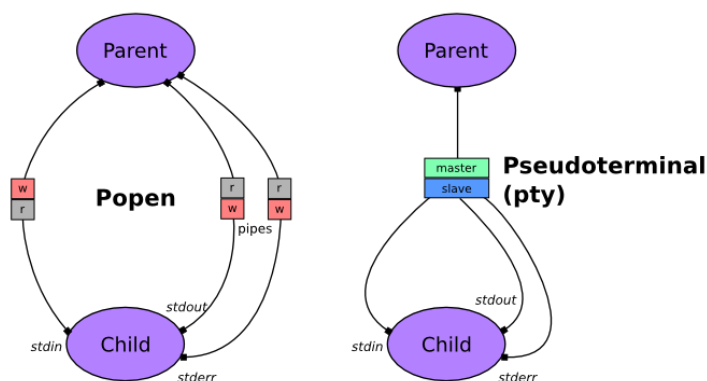 Parent
w
r
Popen
r
w
r
w
pipes
stdout
stdin
Child
stderr
Parent
master
slave
Pseudoterminal
(pty)
stdout
stdin
Child
stderr